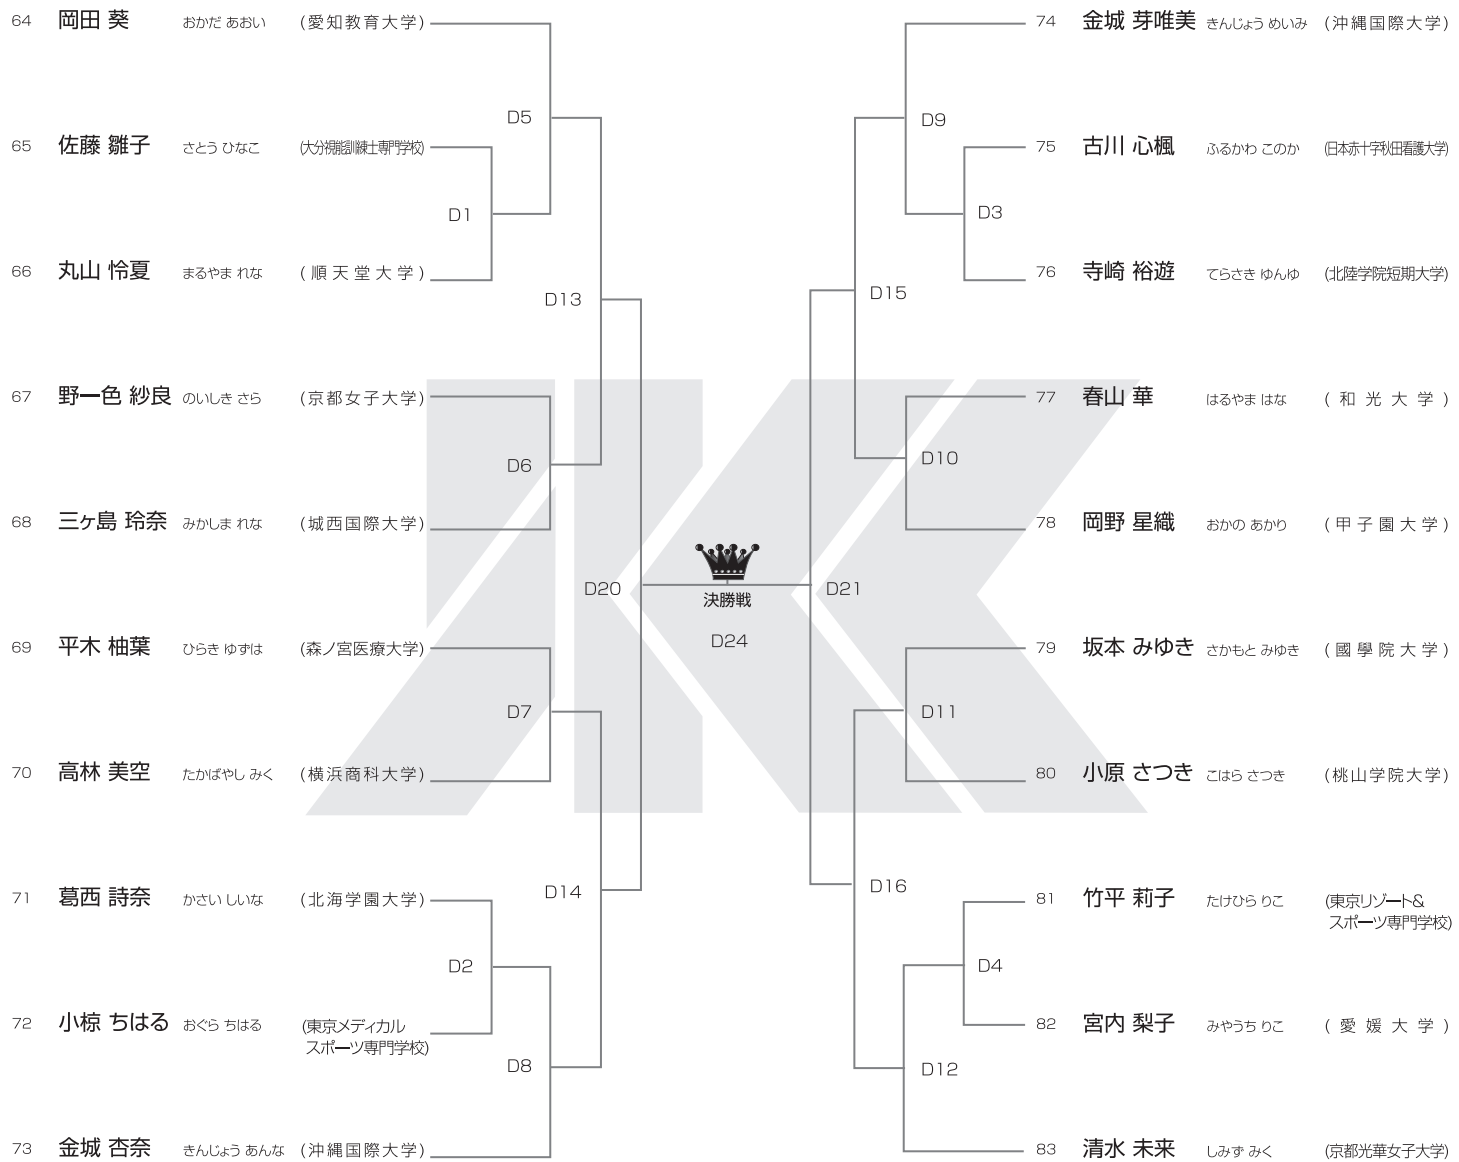 64 岡田 葵 おかだ あおい (愛知教育大学)
D5
65 佐藤 雛子 さとう ひなこ (大分視能訓練士専門学校)
D1
66 丸山 怜夏 まるやま れな (順天堂大学)
D13
67 野一色 紗良 のいしき さら (京都女子大学)
D6
68 三ヶ島 玲奈 みかしま れな (城西国際大学)
D20
69 平木 柚葉 ひらき ゆずは (森ノ宮医療大学)
D7
70 高林 美空 たかばやし みく (横浜商科大学)
D14
71 葛西 詩奈 かさい しいな (北海学園大学)
D2
72 小椋 ちはる おぐら ちはる (東京メディカル
スポーツ専門学校)
D8
73 金城 杏奈 きんじょう あんな (沖縄国際大学)
決勝戦
D24
74 金城 芽唯美 きんじょう めいみ (沖縄国際大学)
D9
75 古川 心楓 ふるかわ このか (日本赤十字秋田看護大学)
D3
76 寺崎 裕遊 てらさき ゆんゆ (北陸学院短期大学)
D15
77 春山 華 はるやま はな (和光大学)
D10
78 岡野 星織 おかの あかり (甲子園大学)
D21
79 坂本 みゆき さかもと みゆき (國學院大学)
D11
80 小原 さつき こはら さつき (桃山学院大学)
D16
81 竹平 莉子 たけひら りこ (東京リゾート&
スポーツ専門学校)
D4
82 宮内 梨子 みやうち りこ (愛媛大学)
D12
83 清水 未来 しみず みく (京都光華女子大学)